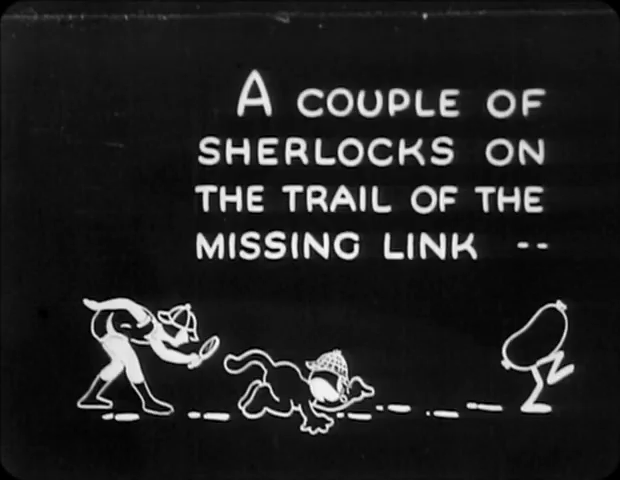 A COUPLE OF
SHERLOCKS ON
THE TRAIL OF THE
MISSING LINK --